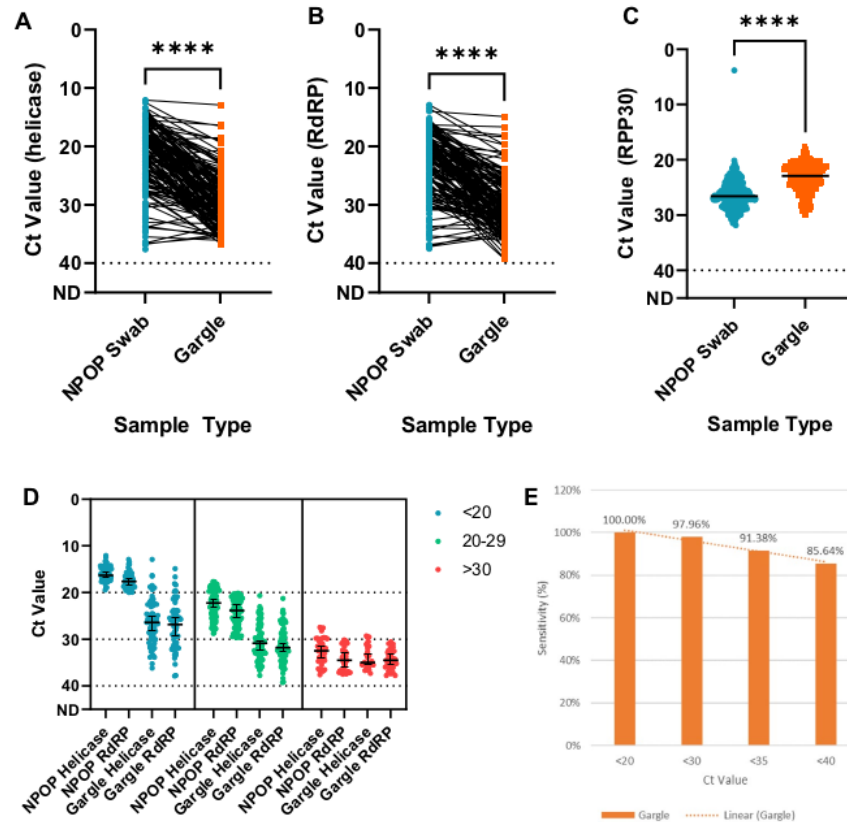 A
Ct Value (helicase)
0
10
20
30
40
ND
****
NPOP Swab
Gargle
Sample Type
B
Ct Value (RdRP)
0
10
20
30
40
ND
****
NPOP Swab
Gargle
Sample Type
C
Ct Value (RPP30)
0
10
20
30
40
ND
****
NPOP Swab
Gargle
Sample Type
D
Ct Value
0
10
20
30
40
ND
NPOP Helicase
NPOP RdRP
Gargle Helicase
Gargle RdRP
NPOP Helicase
NPOP RdRP
Gargle Helicase
Gargle RdRP
NPOP Helicase
NPOP RdRP
Gargle Helicase
Gargle RdRP
<20
20-29
>30
E
Sensitivity (%)
120%
100%
80%
60%
40%
20%
0%
100.00%
97.96%
91.38%
85.64%
<20
<30
<35
<40
Ct Value
Gargle
Linear (Gargle)